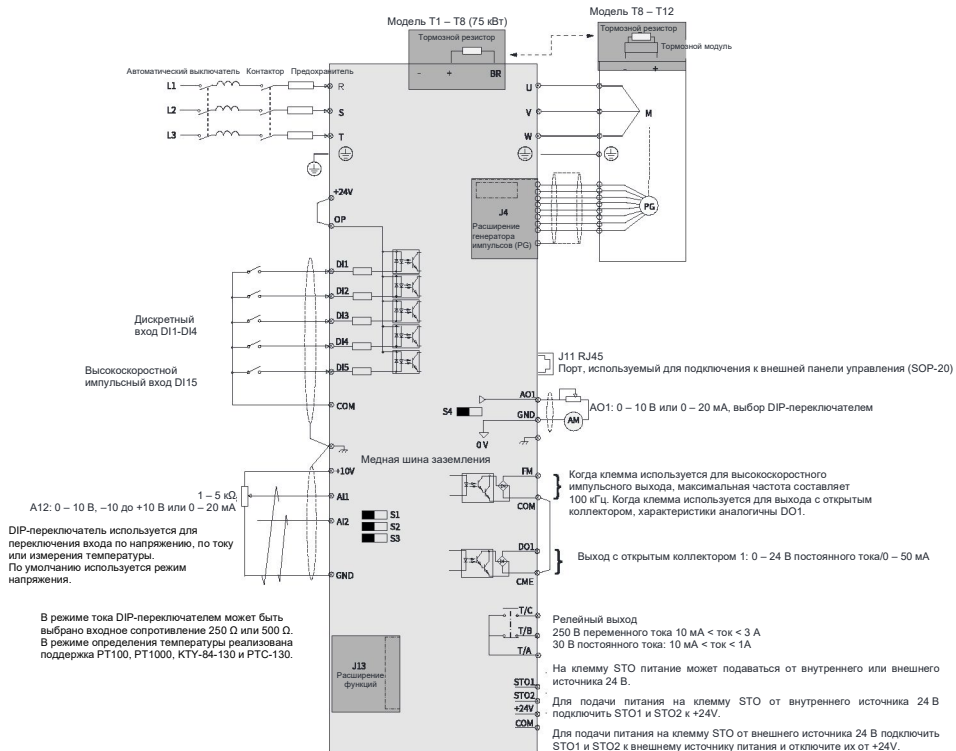 Модель T8 – T12
Модель T1 – T8 (75 кВт)
Тормозной резистор
Тормозной резистор
Тормозной модуль
- + BR
- +
Автоматический выключатель Контактор Предохранитель
L1 R U
L2 S V M
L3 T W
+24V
OP
J4
Расширение
генератора
импульсов (PG)
PG
DI1
DI2
DI3
DI4
DI5
COM
Дискретный
вход DI1-DI4
Высокоскоростной
импульсный вход DI15
J11 RJ45
Порт, используемый для подключения к внешней панели управления (SOP-20)
AO1
S4
GND
0 V
AM
AO1: 0 – 10 В или 0 – 20 мА, выбор DIP-переключателем
Медная шина заземления
+10V
1 – 5 кΩ
AI1
A12: 0 – 10 В, –10 до +10 В или 0 – 20 мА
AI2
S1
S2
S3
GND
DIP-переключатель используется для
переключения входа по напряжению, по току
или измерения температуры.
По умолчанию используется режим
напряжения.
FM
COM
Когда клемма используется для высокоскоростного
импульсного выхода, максимальная частота составляет
100 кГц. Когда клемма используется для выхода с открытым
коллектором, характеристики аналогичны DO1.
DO1
CME
Выход с открытым коллектором 1: 0 – 24 В постоянного тока/0 – 50 мА
В режиме тока DIP-переключателем может быть
выбрано входное сопротивление 250 Ω или 500 Ω.
В режиме определения температуры реализована
поддержка PT100, PT1000, KTY-84-130 и PTC-130.
T/C
T/B
T/A
Релейный выход
250 В переменного тока 10 мА < ток < 3 А
30 В постоянного тока: 10 мА < ток < 1А
J13
Расширение
функций
STO1
STO2
+24V
COM
На клемму STO питание может подаваться от внутреннего или внешнего
источника 24 В.
Для подачи питания на клемму STO от внутреннего источника 24 В
подключить STO1 и STO2 к +24V.
Для подачи питания на клемму STO от внешнего источника 24 В подключить
STO1 и STO2 к внешнему источнику питания и отключите их от +24V.